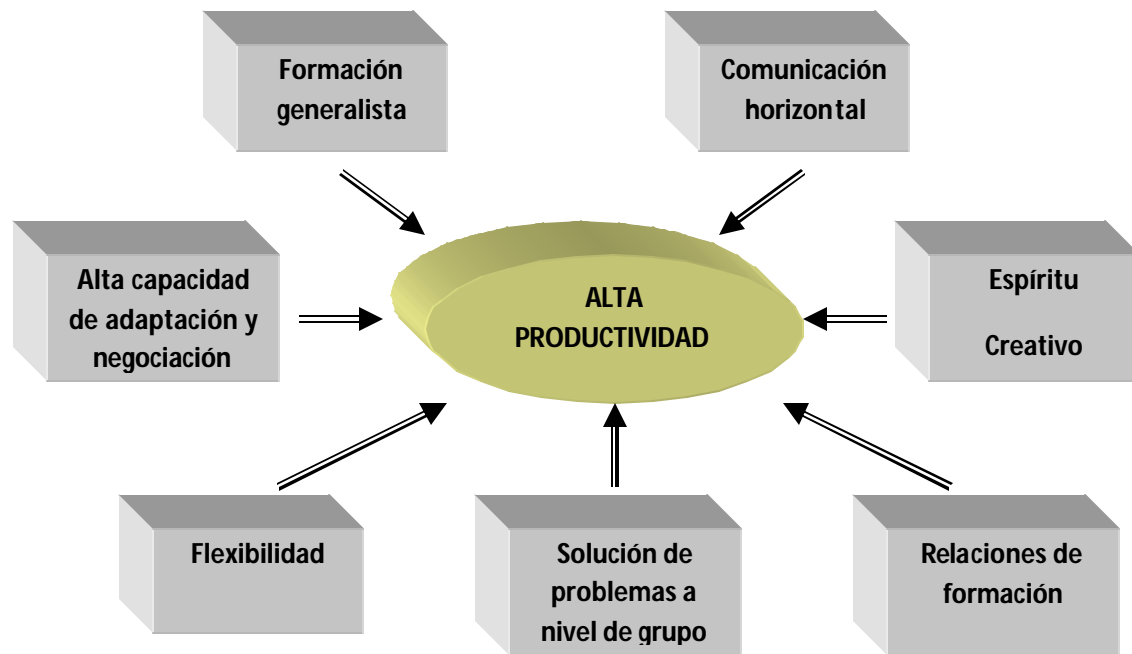 Formación
generalista
Comunicación
horizontal
Alta capacidad
de adaptación y
negociación
ALTA
PRODUCTIVIDAD
Espíritu
Creativo
Flexibilidad
Solución de
problemas a
nivel de grupo
Relaciones de
formación